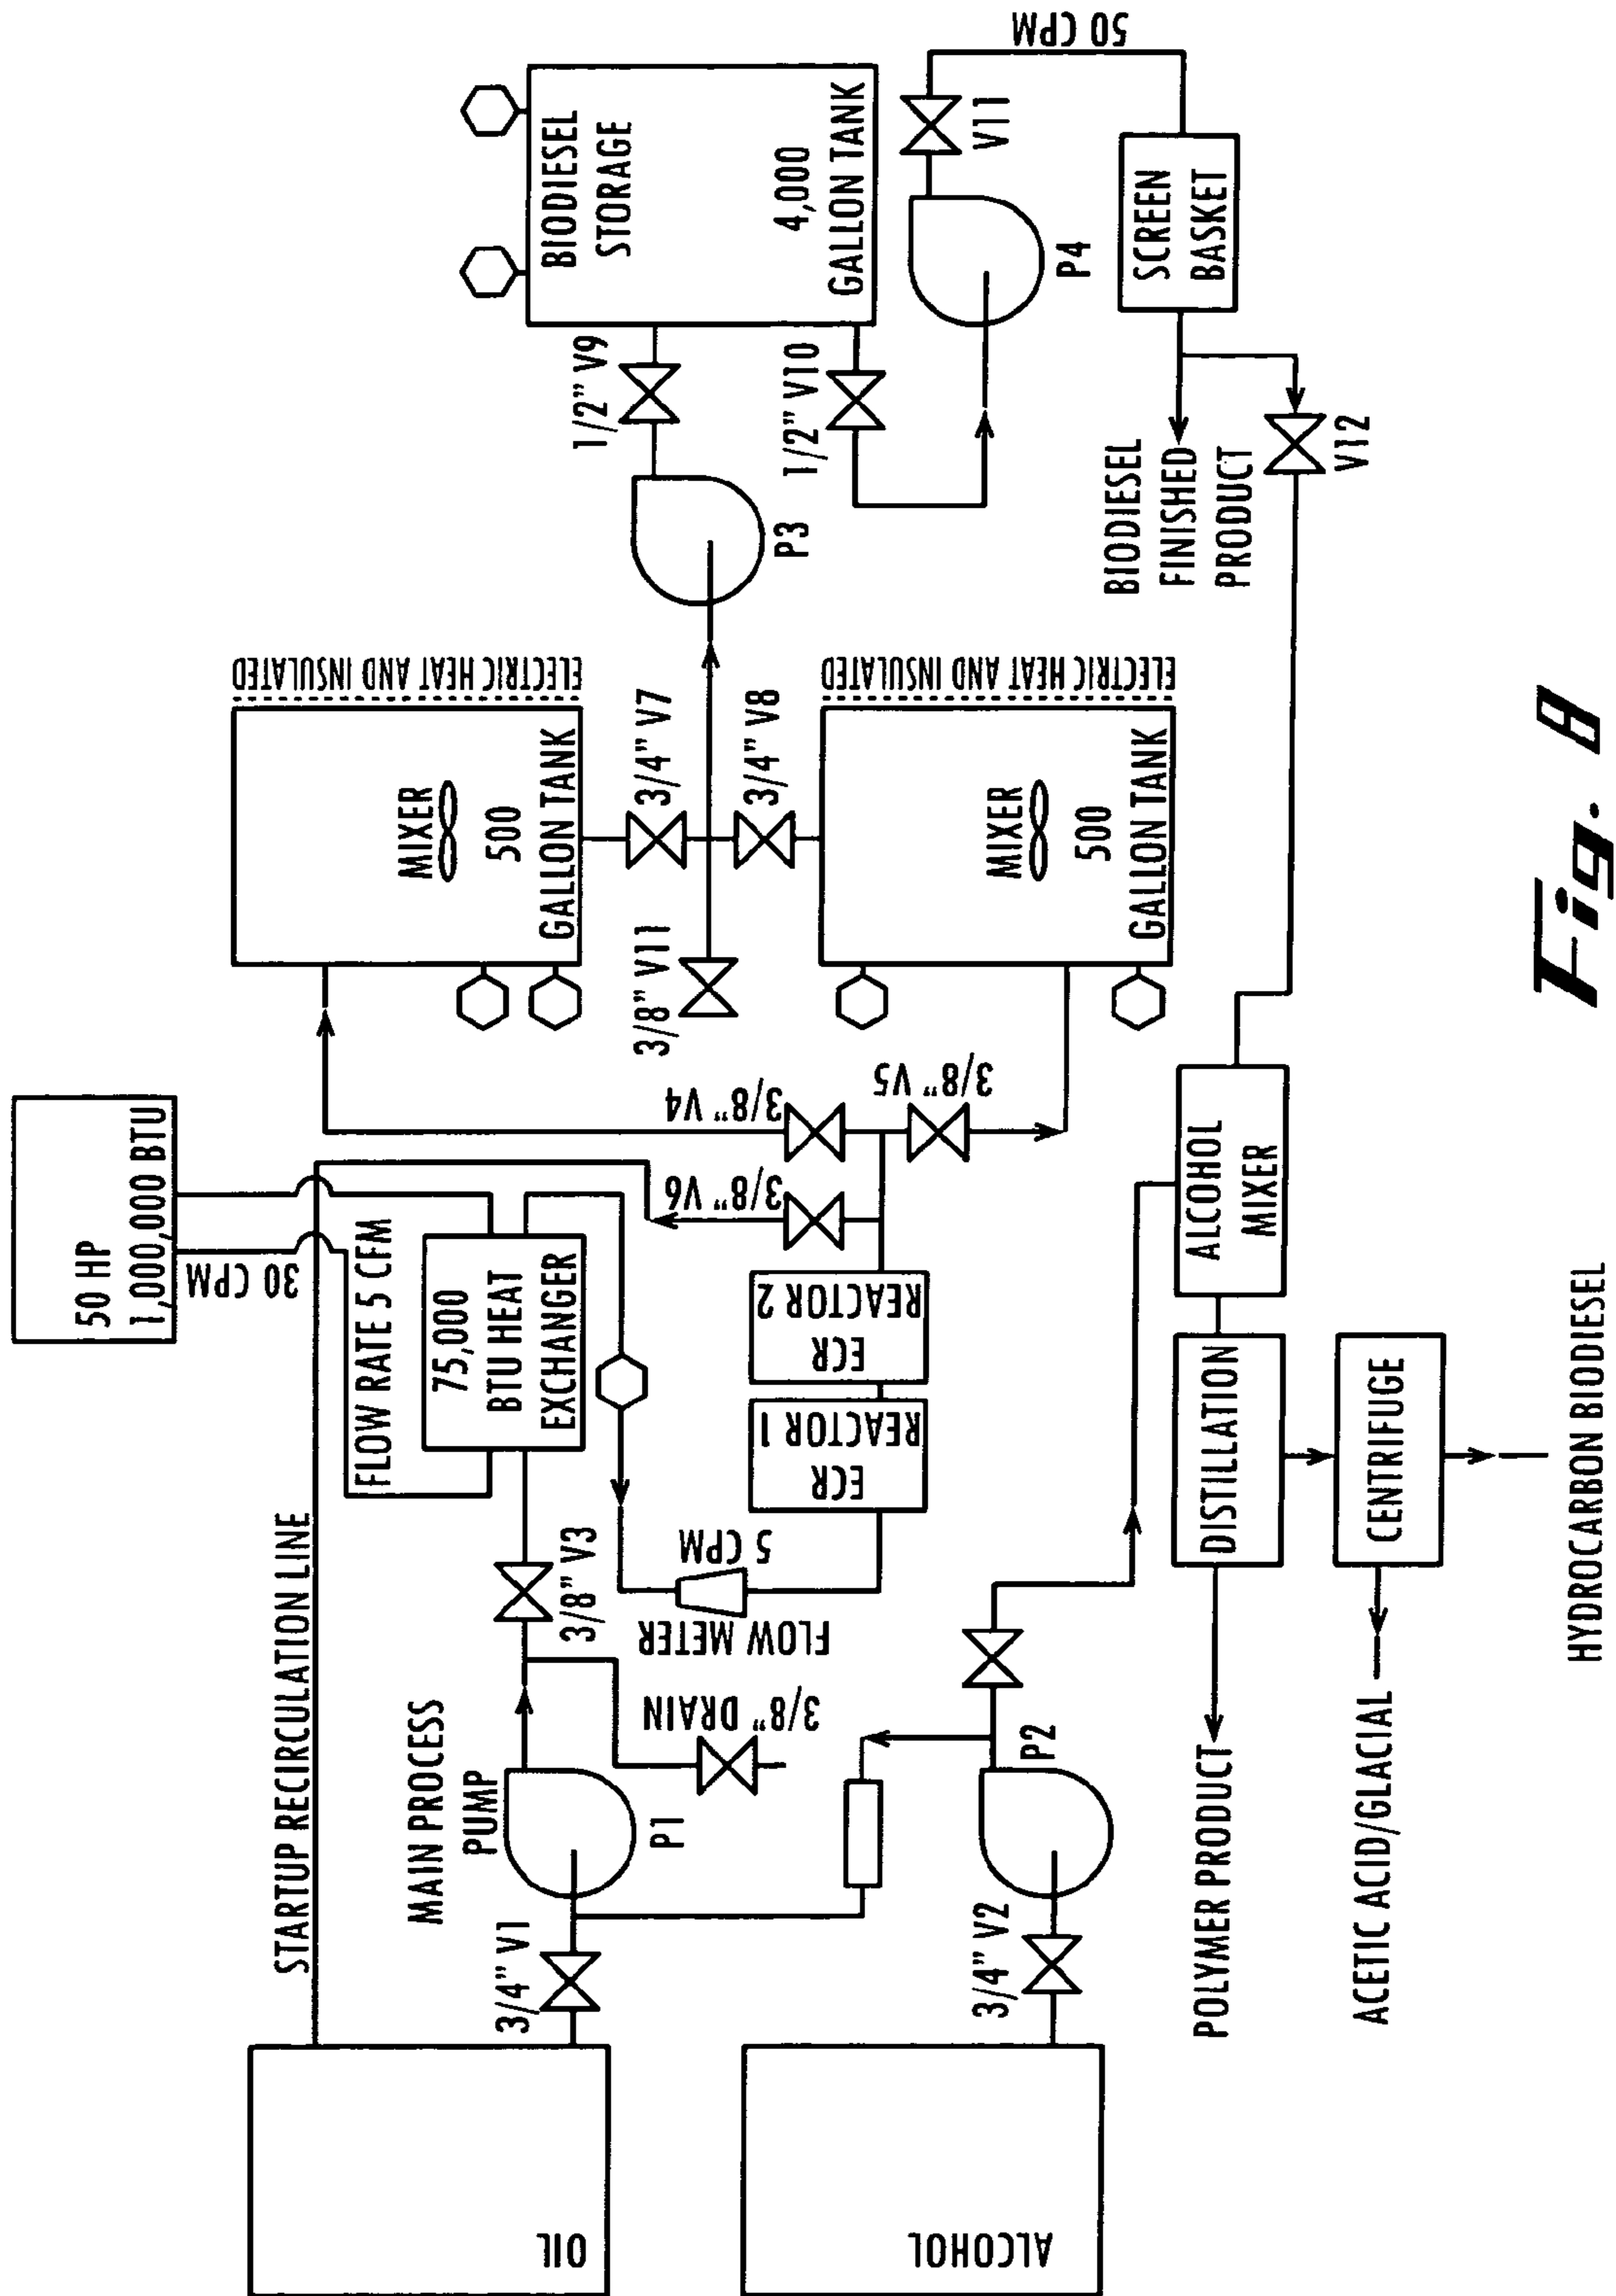 50 HP
1,000,000 BTU
30 CPM
FLOW RATE 5 CFM
75,000
BTU HEAT
EXCHANGER
STARTUP RECIRCULATION LINE
MAIN PROCESS
PUMP
P1
3/4" V1
3/8" V3
3/8" DRAIN
FLOW METER
5 CPM
OIL
ALCOHOL
3/4" V2
P2
ECR
REACTOR 1
ECR
REACTOR 2
3/8" V6
3/8" V4
3/8" V5
MIXER
500
GALLON TANK
ELECTRIC HEAT AND INSULATED
3/4" V7
3/8" V11
3/4" V8
MIXER
500
GALLON TANK
ELECTRIC HEAT AND INSULATED
P3
1/2" V9
BIODIESEL
STORAGE
4,000
GALLON TANK
1/2" V10
P4
V11
50 CPM
SCREEN
BASKET
BIODIESEL
FINISHED
PRODUCT
V12
ALCOHOL
MIXER
DISTILLATION
CENTRIFUGE
POLYMER PRODUCT
ACETIC ACID/GLACIAL
HYDROCARBON BIODIESEL
Fig. 8